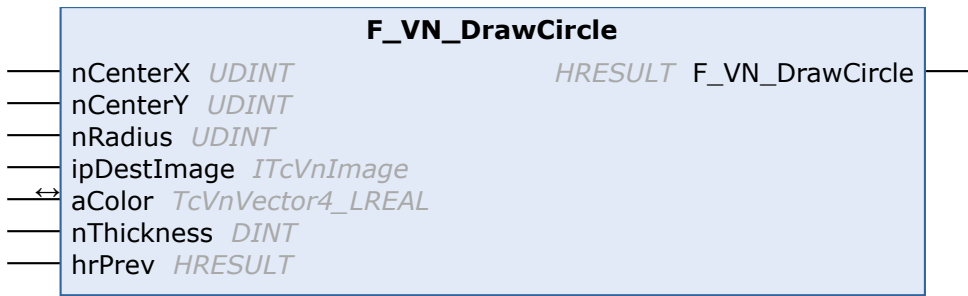 F_VN_DrawCircle
nCenterX UDINT HRESULT F_VN_DrawCircle
nCenterY UDINT
nRadius UDINT
ipDestImage ITcVnImage
↔ aColor TcVnVector4_LREAL
nThickness DINT
hrPrev HRESULT